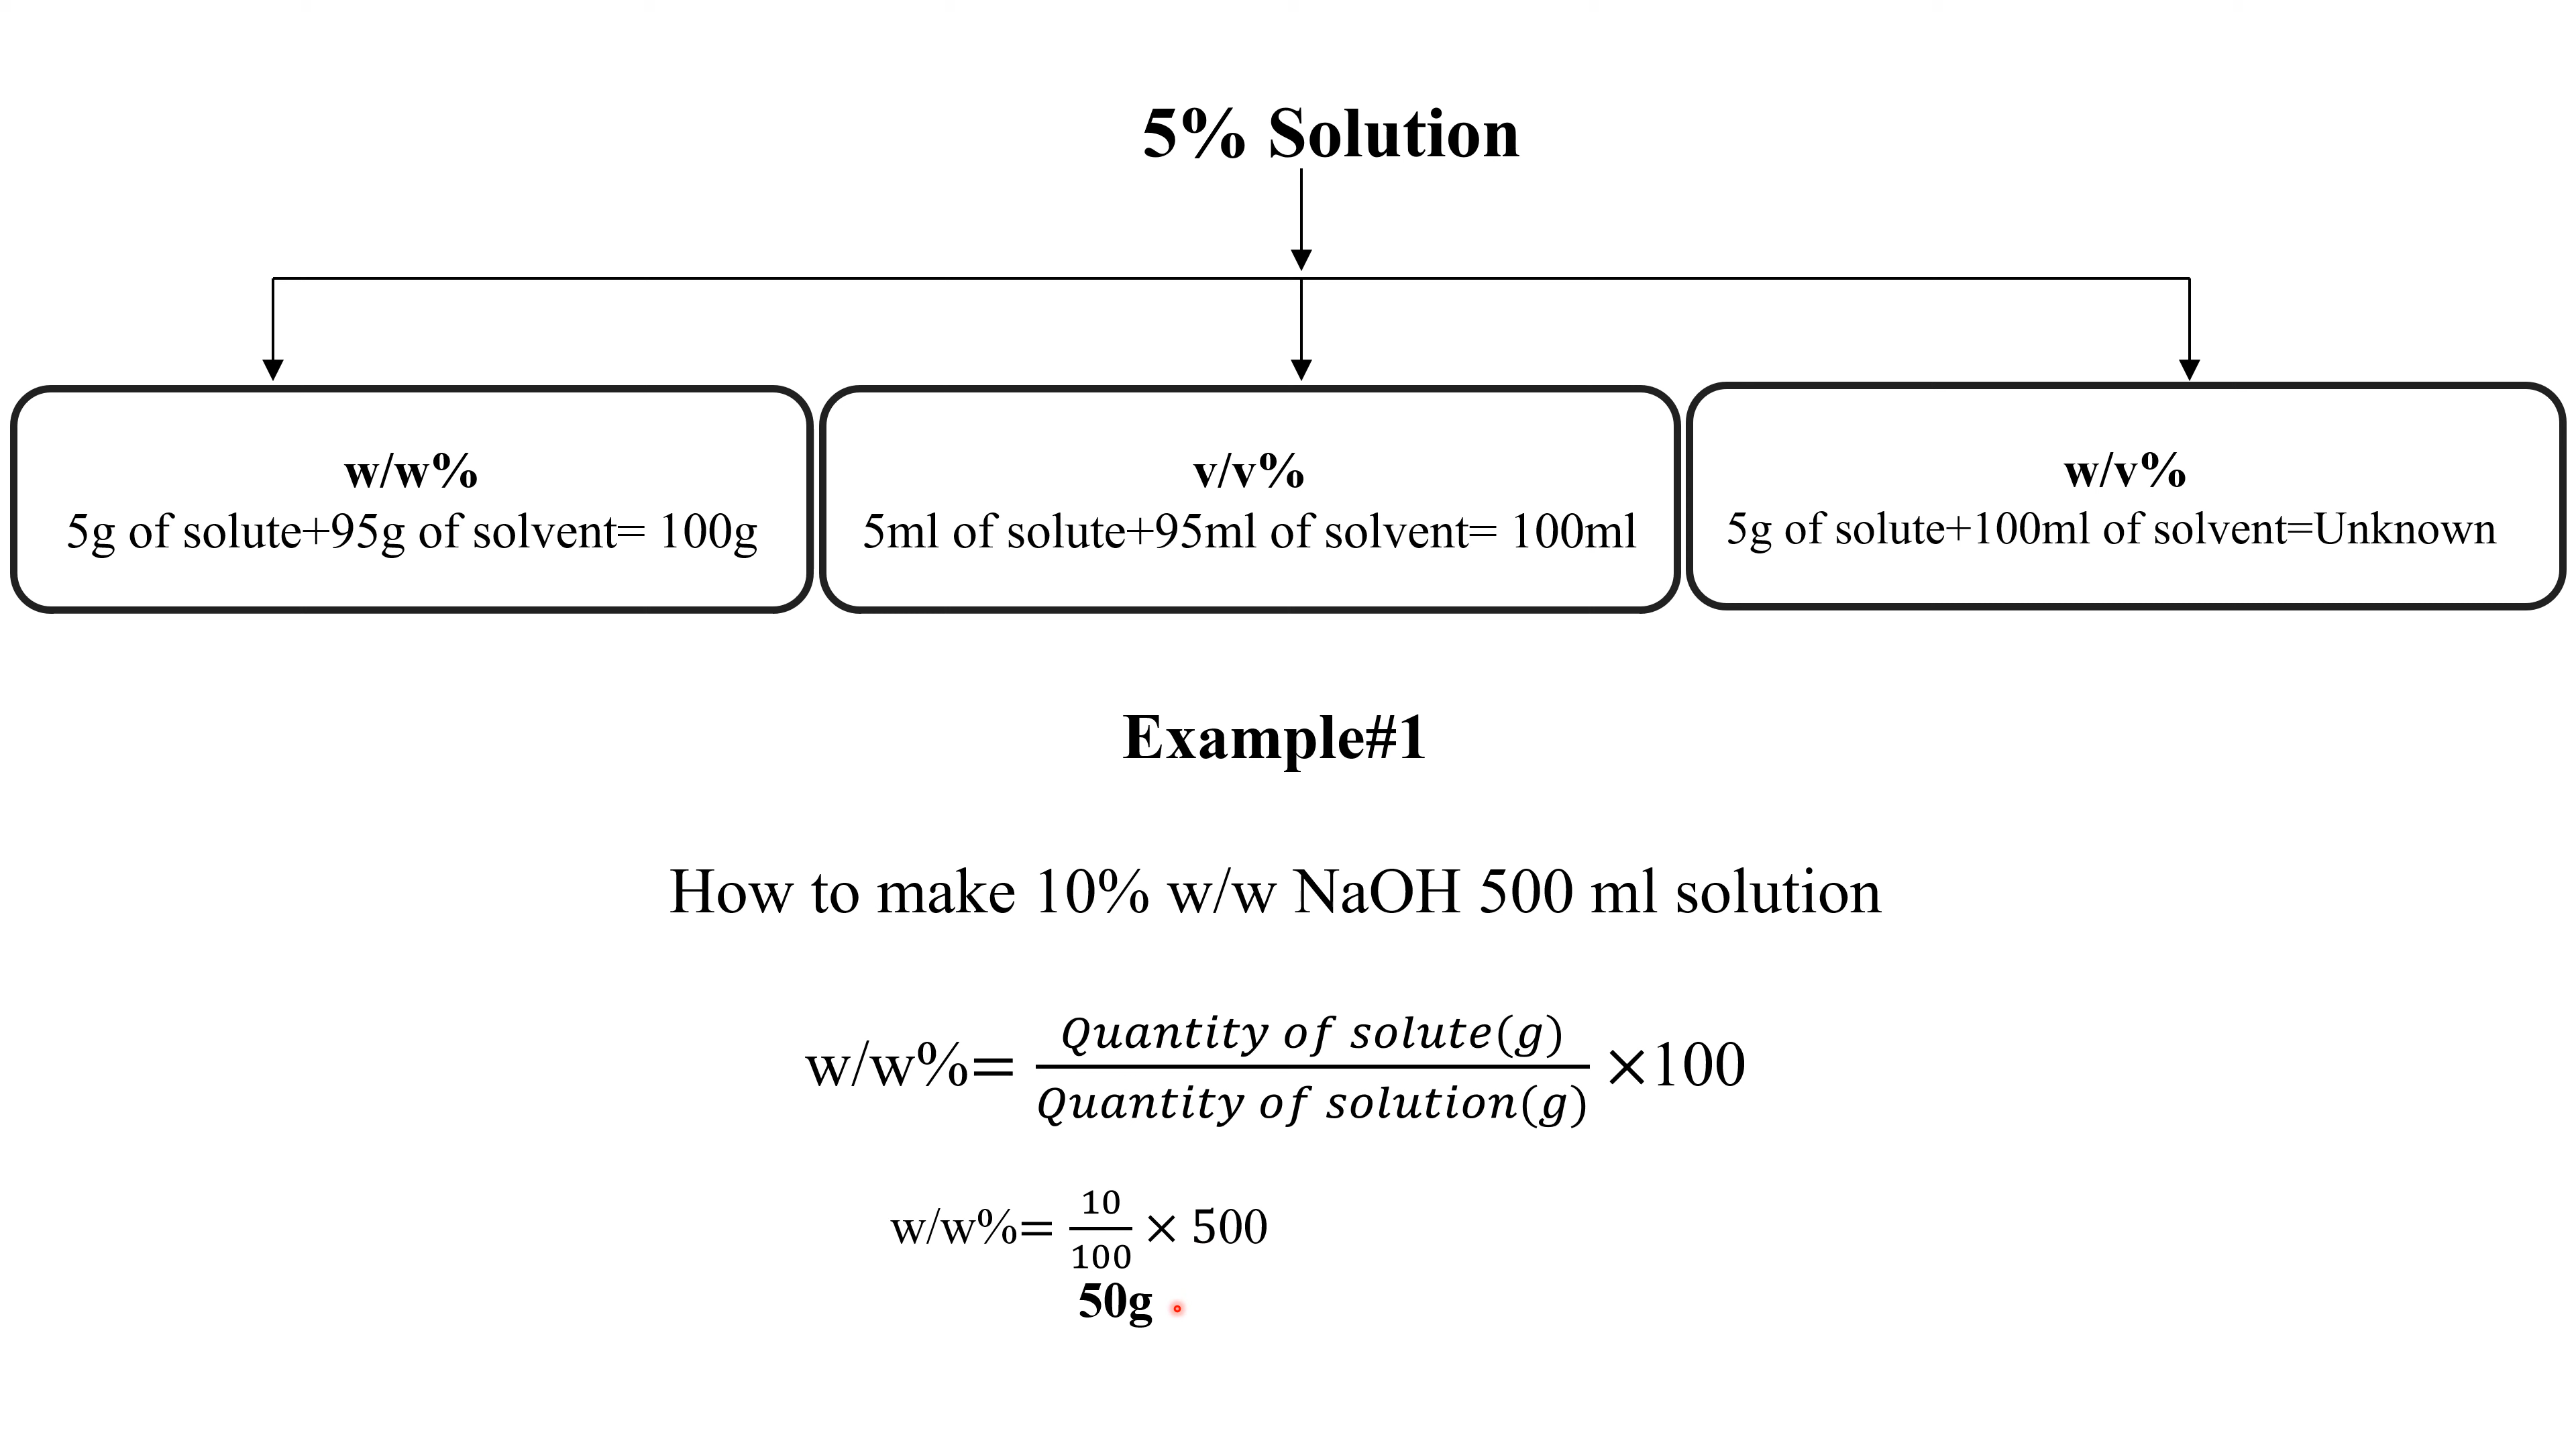 5% Solution
w/w%
5g of solute+95g of solvent= 100g
v/v%
5ml of solute+95ml of solvent= 100ml
w/v%
5g of solute+100ml of solvent=Unknown
Example#1
How to make 10% w/w NaOH 500 ml solution
w/w%= Quantity of solute(g) / Quantity of solution(g) ×100
w/w%= 10/100 × 500
50g